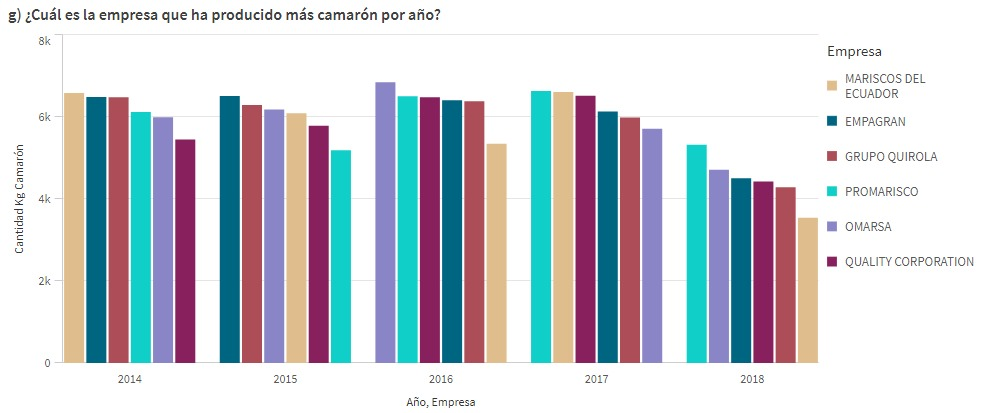 g) ¿Cuál es la empresa que ha producido más camarón por año?
8k
6k
4k
2k
0
Cantidad Kg Camarón
2014
2015
2016
2017
2018
Año, Empresa
Empresa
MARISCOS DEL
ECUADOR
EMPAGRAN
GRUPO QUIROLA
PROMARISCO
OMARSA
QUALITY CORPORATION